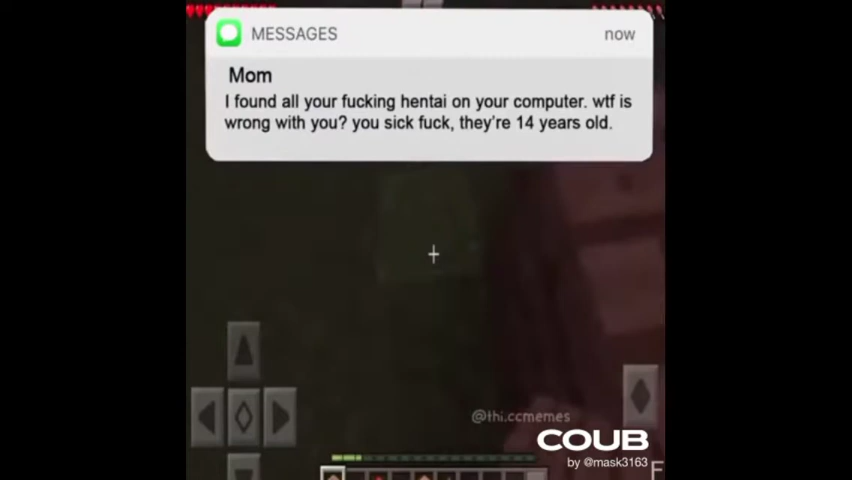 MESSAGES
now
Mom
I found all your fucking hentai on your computer. wtf is
wrong with you? you sick fuck, they're 14 years old.
@thi.ccmemes
COUB
by @mask3163
F